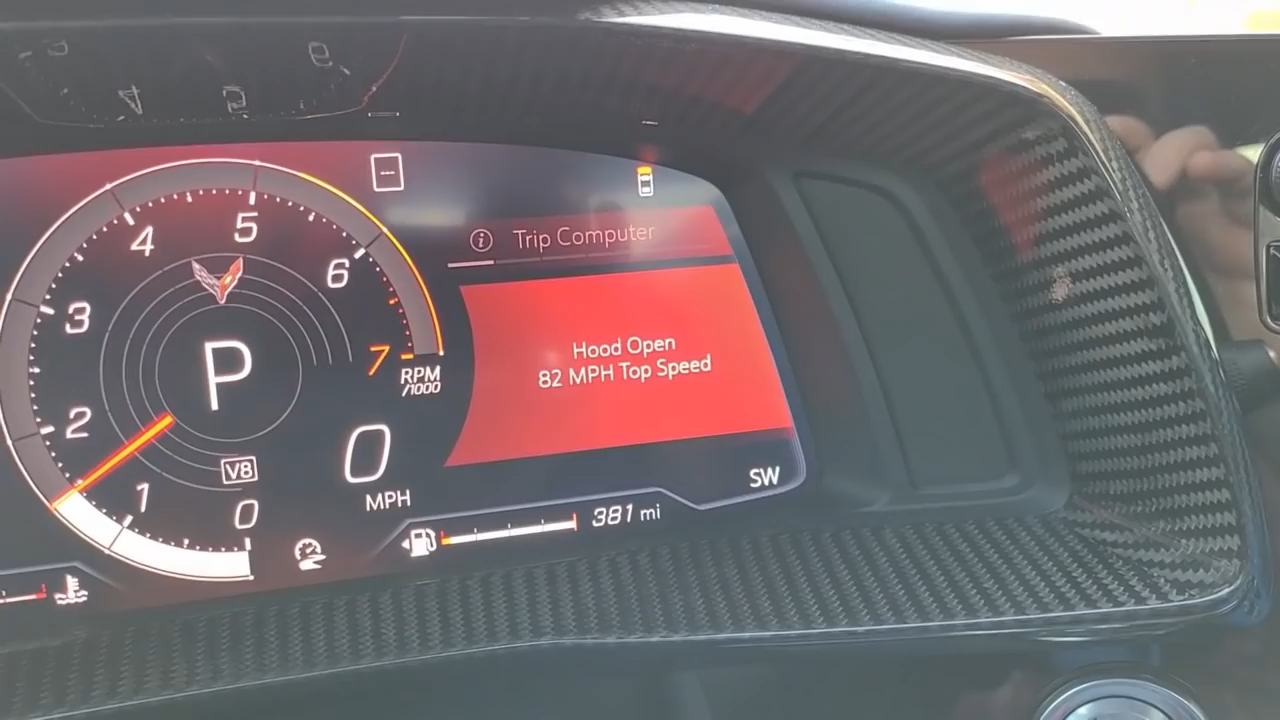 Trip Computer
Hood Open
82 MPH Top Speed
SW
381 mi
0
MPH
P
V8
RPM
/1000
0
1
2
3
4
5
6
7